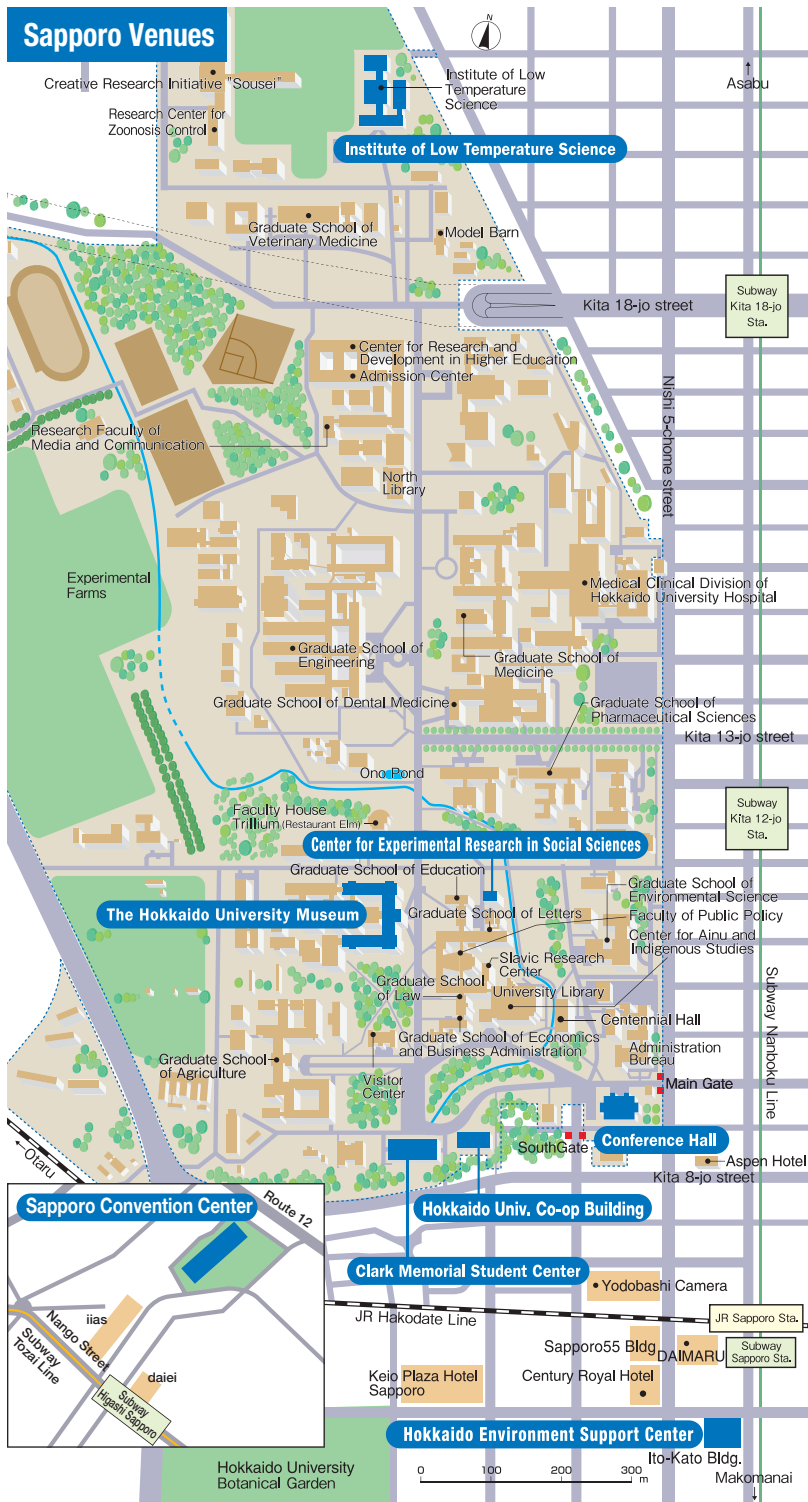 Sapporo Venues
N
Creative Research Initiative "Sousei"
Research Center for
Zoonosis Control
Institute of Low
Temperature
Science
Asabu
Institute of Low Temperature Science
Graduate School of
Veterinary Medicine
Model Barn
Kita 18-jo street
Subway
Kita 18-jo
Sta.
Center for Research and
Development in Higher Education
Admission Center
Nishi 5-chome street
Research Faculty of
Media and Communication
North
Library
Experimental
Farms
Medical Clinical Division of
Hokkaido University Hospital
Graduate School of
Engineering
Graduate School of
Medicine
Graduate School of Dental Medicine
Graduate School of
Pharmaceutical Sciences
Kita 13-jo street
Ono Pond
Subway
Kita 12-jo
Sta.
Faculty House
Trillium (Restaurant Elm)
Center for Experimental Research in Social Sciences
Graduate School of Education
Graduate School of
Environmental Science
The Hokkaido University Museum
Graduate School of Letters
Faculty of Public Policy
Center for Ainu and
Indigenous Studies
Slavic Research
Center
Graduate School
of Law
University Library
Centennial Hall
Subway Nanboku Line
Graduate School of Economics
and Business Administration
Administration
Bureau
Graduate School
of Agriculture
Visitor
Center
Main Gate
SouthGate
Conference Hall
Otaru
Aspen Hotel
Kita 8-jo street
Sapporo Convention Center
Route 12
Hokkaido Univ. Co-op Building
Clark Memorial Student Center
Yodobashi Camera
iias
Nango Street
Subway
Tozai Line
JR Hakodate Line
JR Sapporo Sta.
Sapporo55 Bldg
DAIMARU
Subway
Sapporo Sta.
daiei
Keio Plaza Hotel
Sapporo
Century Royal Hotel
Subway
Higashi Sapporo
Hokkaido Environment Support Center
Ito-Kato Bldg.
Hokkaido University
Botanical Garden
0 100 200 300
m
Makomanai